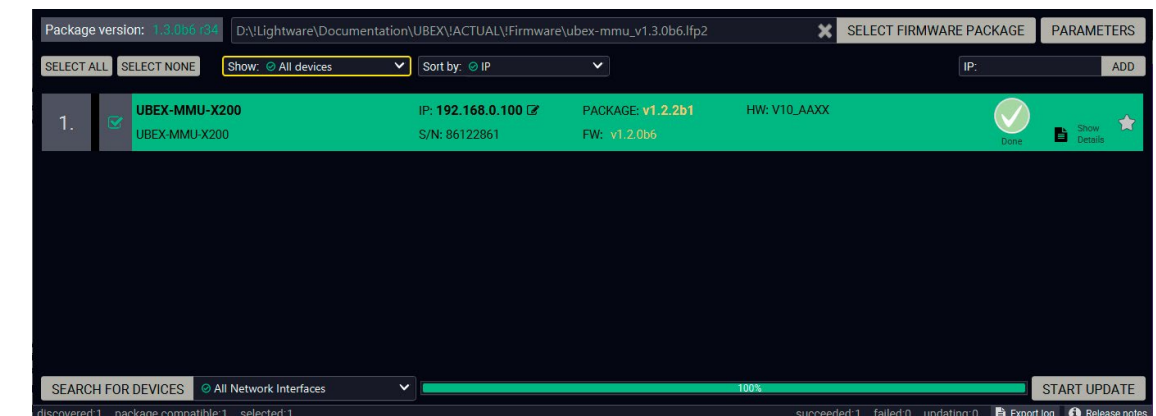 Package version: 1.3.0b6 r34 D:\!Lightware\Documentation\UBEX\!ACTUAL\!Firmware\ubex-mmu_v1.3.0b6.lfp2 SELECT FIRMWARE PACKAGE PARAMETERS
SELECT ALL SELECT NONE Show: All devices Sort by: IP IP: ADD
1. UBEX-MMU-X200 IP: 192.168.0.100 PACKAGE: v1.2.2b1 HW: V10_AAXX
UBEX-MMU-X200 S/N: 86122861 FW: v1.2.0b6 Done Show Details
SEARCH FOR DEVICES All Network Interfaces 100% START UPDATE
discovered:1 package compatible:1 selected:1 succeeded:1 failed:0 updating:0 Export log Release notes